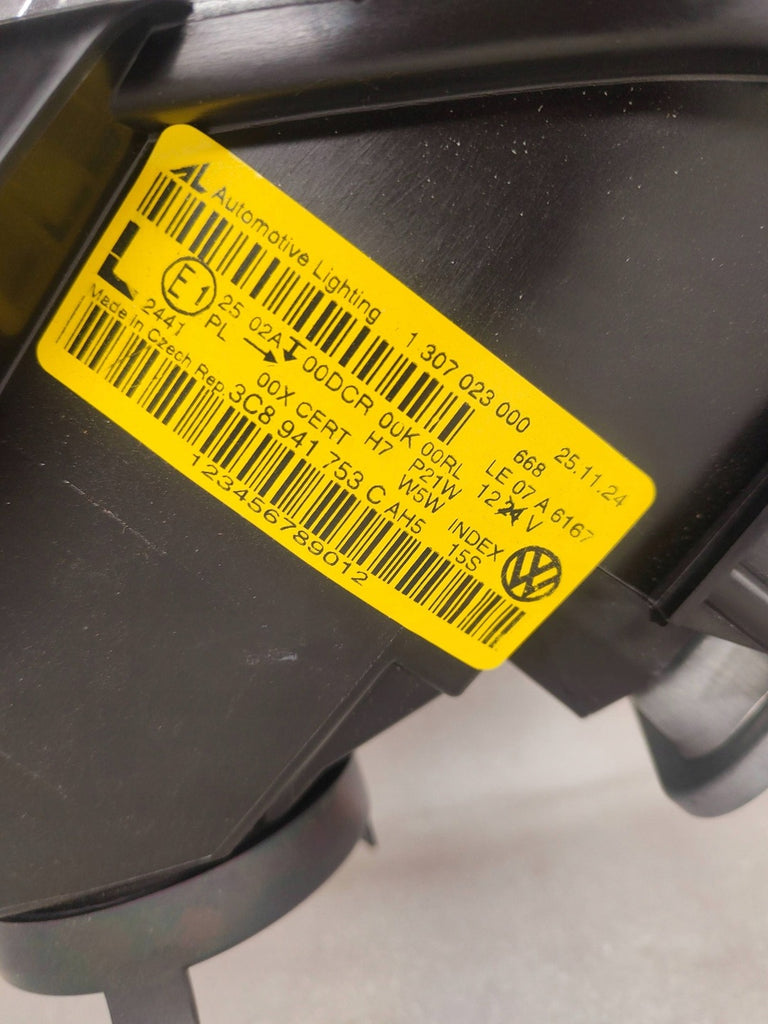 AL Automotive Lighting 1 307 023 000 25.11.24
L E1 25 02A 00DCR 00K 00RL 668
2441 PL 00X CERT H7 P21W LE 07 A 6167
W5W 12 24 V
Made in Czech Rep. 3C8 941 753 C AH5 INDEX
15S
123456789012